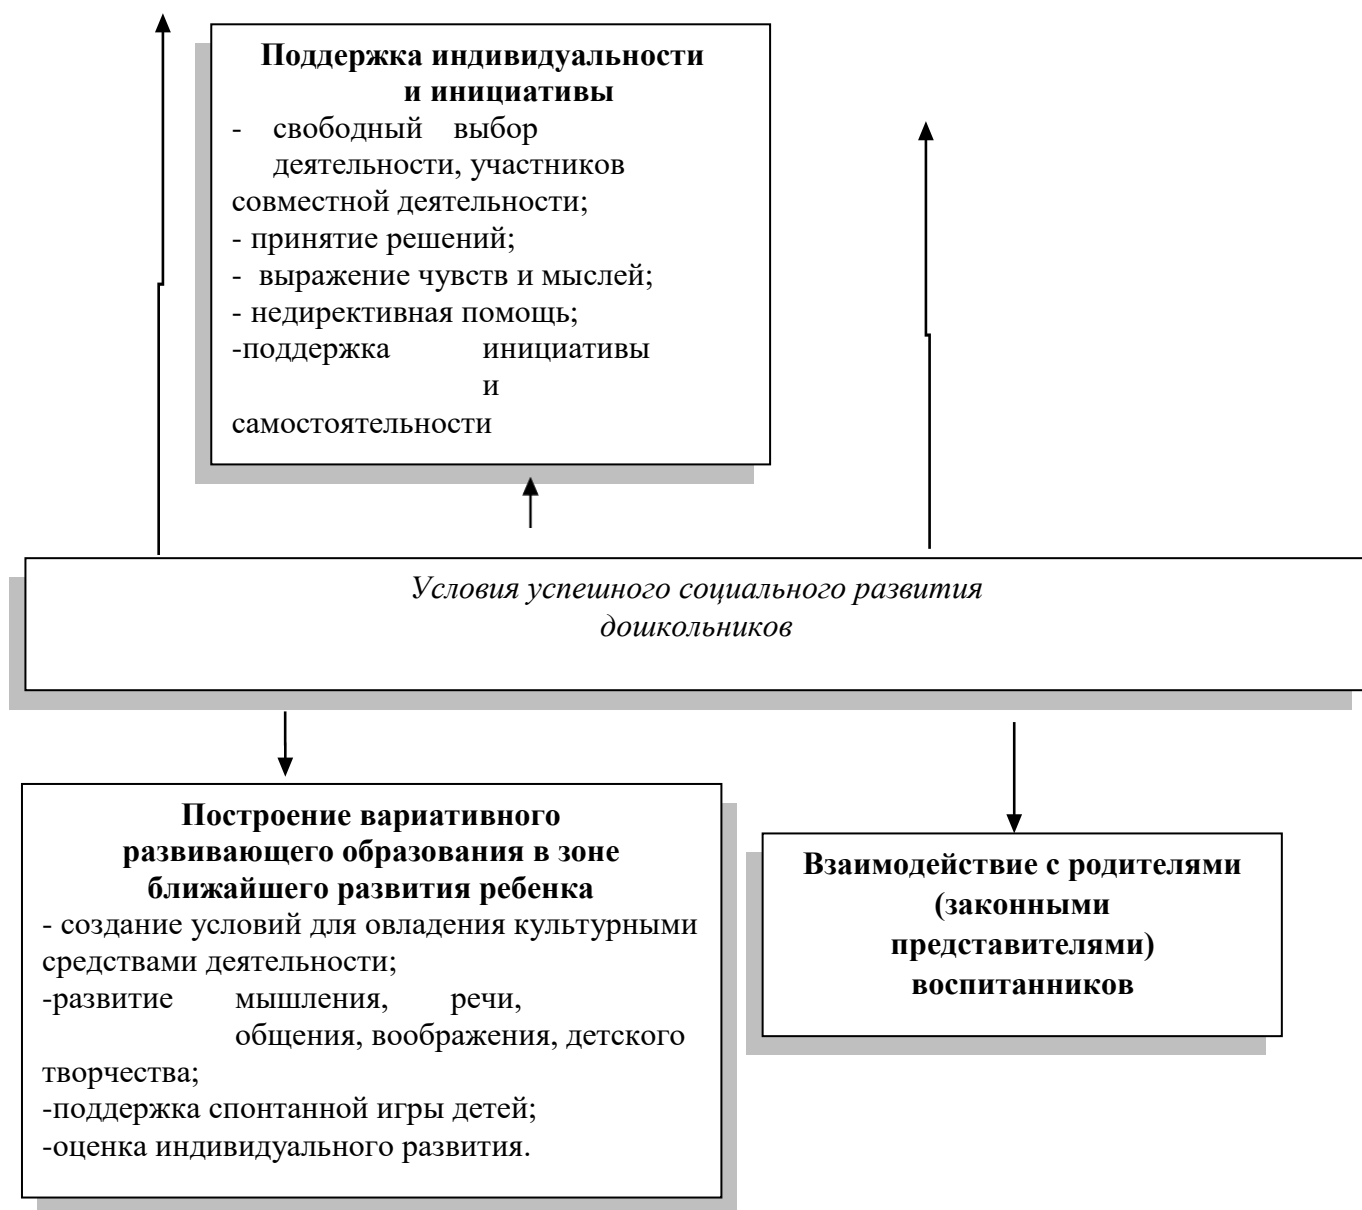 Поддержка индивидуальности
и инициативы
- свободный выбор
деятельности, участников
совместной деятельности;
- принятие решений;
- выражение чувств и мыслей;
- недирективная помощь;
-поддержка инициативы
и
самостоятельности
Условия успешного социального развития
дошкольников
Построение вариативного
развивающего образования в зоне
ближайшего развития ребенка
- создание условий для овладения культурными
средствами деятельности;
-развитие мышления, речи,
общения, воображения, детского
творчества;
-поддержка спонтанной игры детей;
-оценка индивидуального развития.
Взаимодействие с родителями
(законными
представителями)
воспитанников